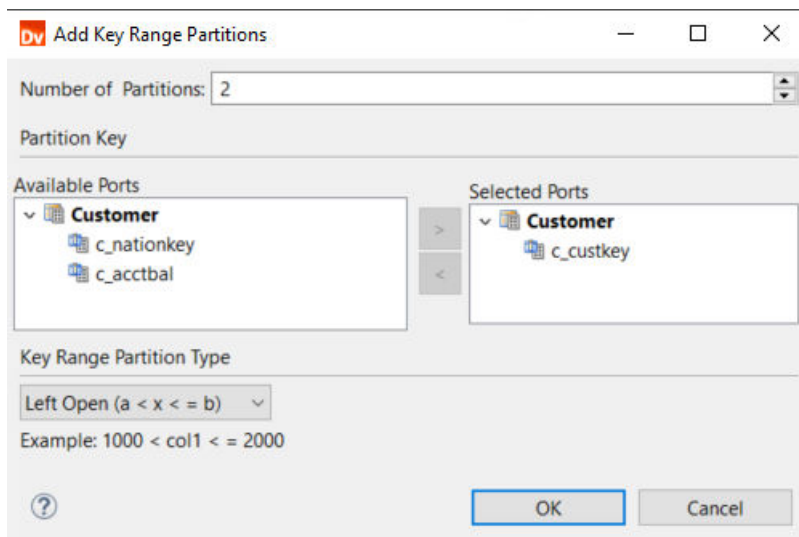 Dv Add Key Range Partitions
Number of Partitions: 2
Partition Key
Available Ports
Customer
c_nationkey
c_acctbal
>
<
Selected Ports
Customer
c_custkey
Key Range Partition Type
Left Open (a < x < = b)
Example: 1000 < col1 < = 2000
?
OK Cancel